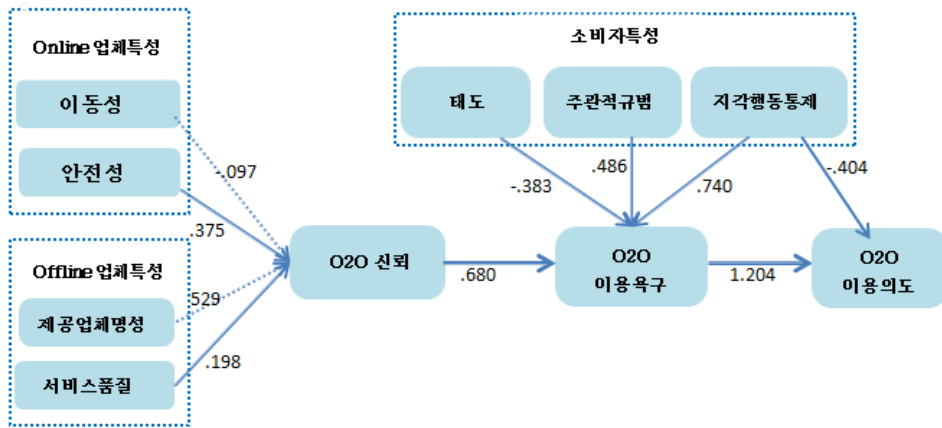 Online 업체특성
이동성
안전성
-.097
.375
Offline 업체특성
제공업체명성
서비스품질
.529
.198
O2O 신뢰
.680
소비자특성
태도
주관적규범
지각행동통제
-.383
.486
.740
-.404
O2O
이용욕구
1.204
O2O
이용의도